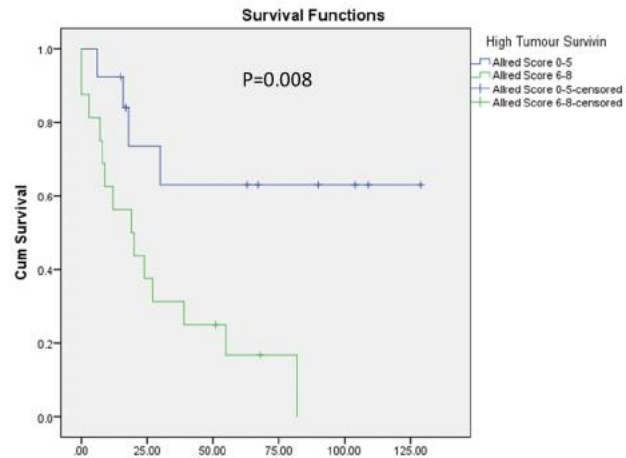 Survival Functions
High Tumour Survivin
Allred Score 0-5
Allred Score 6-8
Allred Score 0-5-censored
Allred Score 6-8-censored
P=0.008
Cum Survival
1.0
0.8
0.6
0.4
0.2
0.0
.00 25.00 50.00 75.00 100.00 125.00